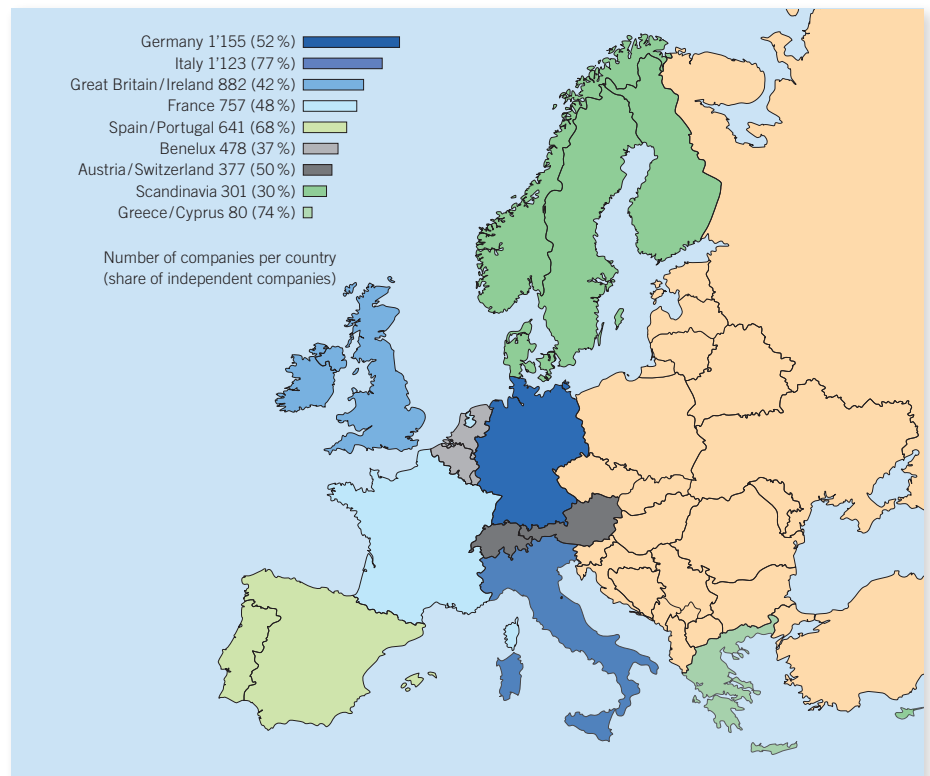 Germany 1’155 (52 %)
Italy 1’123 (77 %)
Great Britain/Ireland 882 (42 %)
France 757 (48 %)
Spain/Portugal 641 (68 %)
Benelux 478 (37 %)
Austria/Switzerland 377 (50 %)
Scandinavia 301 (30 %)
Greece/Cyprus 80 (74 %)
Number of companies per country
(share of independent companies)